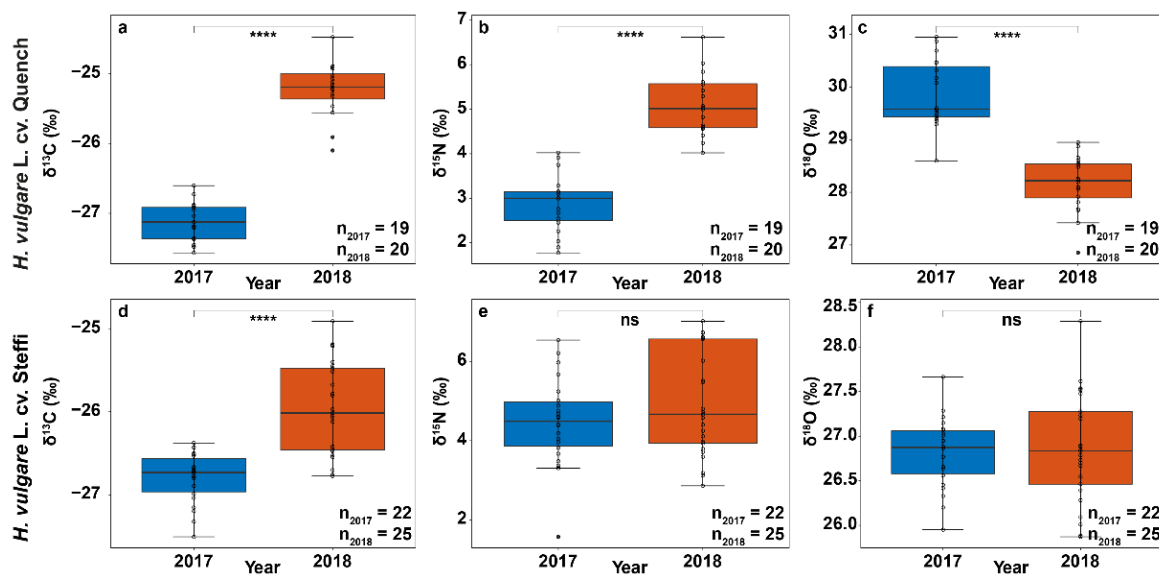 H. vulgare L. cv. Quench
a
****
δ¹³C (‰)
−25
−26
−27
n₂₀₁₇ = 19
n₂₀₁₈ = 20
2017 2018
Year
b
****
δ¹⁵N (‰)
7
6
5
4
3
2
n₂₀₁₇ = 19
n₂₀₁₈ = 20
2017 2018
Year
c
****
δ¹⁸O (‰)
31
30
29
28
27
n₂₀₁₇ = 19
n₂₀₁₈ = 20
2017 2018
Year
H. vulgare L. cv. Steffi
d
****
δ¹³C (‰)
−25
−26
−27
n₂₀₁₇ = 22
n₂₀₁₈ = 25
2017 2018
Year
e
ns
δ¹⁵N (‰)
6
4
2
n₂₀₁₇ = 22
n₂₀₁₈ = 25
2017 2018
Year
f
ns
δ¹⁸O (‰)
28.5
28.0
27.5
27.0
26.5
26.0
n₂₀₁₇ = 22
n₂₀₁₈ = 25
2017 2018
Year